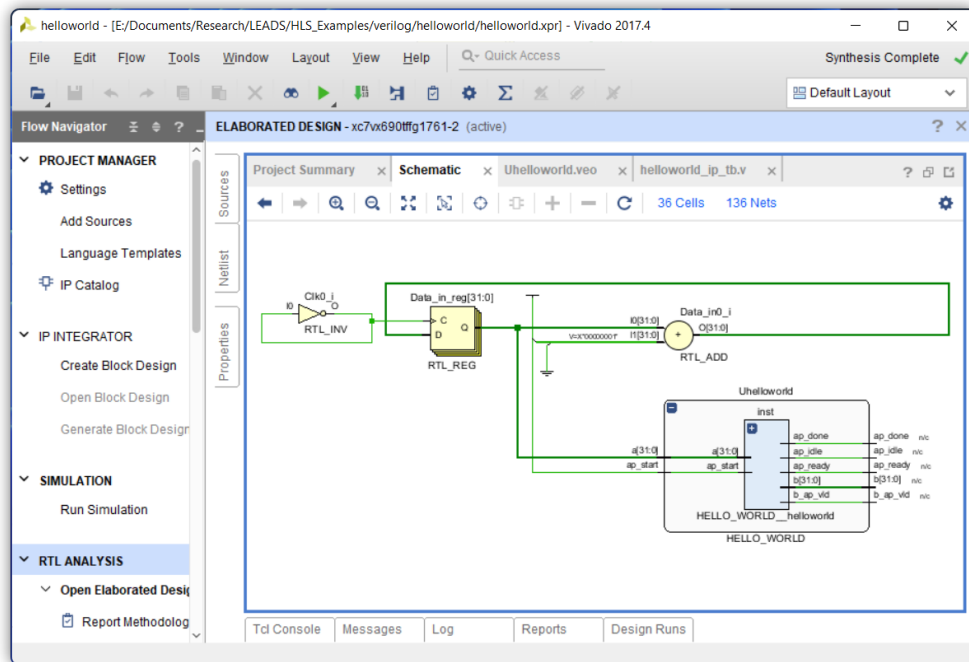 helloworld - [E:/Documents/Research/LEADS/HLS_Examples/verilog/helloworld/helloworld.xpr] - Vivado 2017.4
File Edit Flow Tools Window Layout View Help Q- Quick Access Synthesis Complete
Default Layout
Flow Navigator ?
ELABORATED DESIGN - xc7vx690tffg1761-2 (active) ?
PROJECT MANAGER
Settings
Add Sources
Language Templates
IP Catalog
IP INTEGRATOR
Create Block Design
Open Block Design
Generate Block Design
SIMULATION
Run Simulation
RTL ANALYSIS
Open Elaborated Desig
Report Methodolog
Sources
Netlist
Properties
Project Summary Schematic Uhelloworld.veo helloworld_ip_tb.v ?
36 Cells 136 Nets
Clk0_i
I0 O
RTL_INV
Data_in_reg[31:0]
C
D
Q
RTL_REG
Data_in0_i
I0[31:0] O[31:0]
V=X"00000001" I1[31:0]
+
RTL_ADD
Uhelloworld
inst
a[31:0] a[31:0]
ap_start ap_start
ap_done ap_done n/c
ap_idle ap_idle n/c
ap_ready ap_ready n/c
b[31:0] b[31:0] n/c
b_ap_vld b_ap_vld n/c
HELLO_WORLD__helloworld
HELLO_WORLD
Tcl Console Messages Log Reports Design Runs